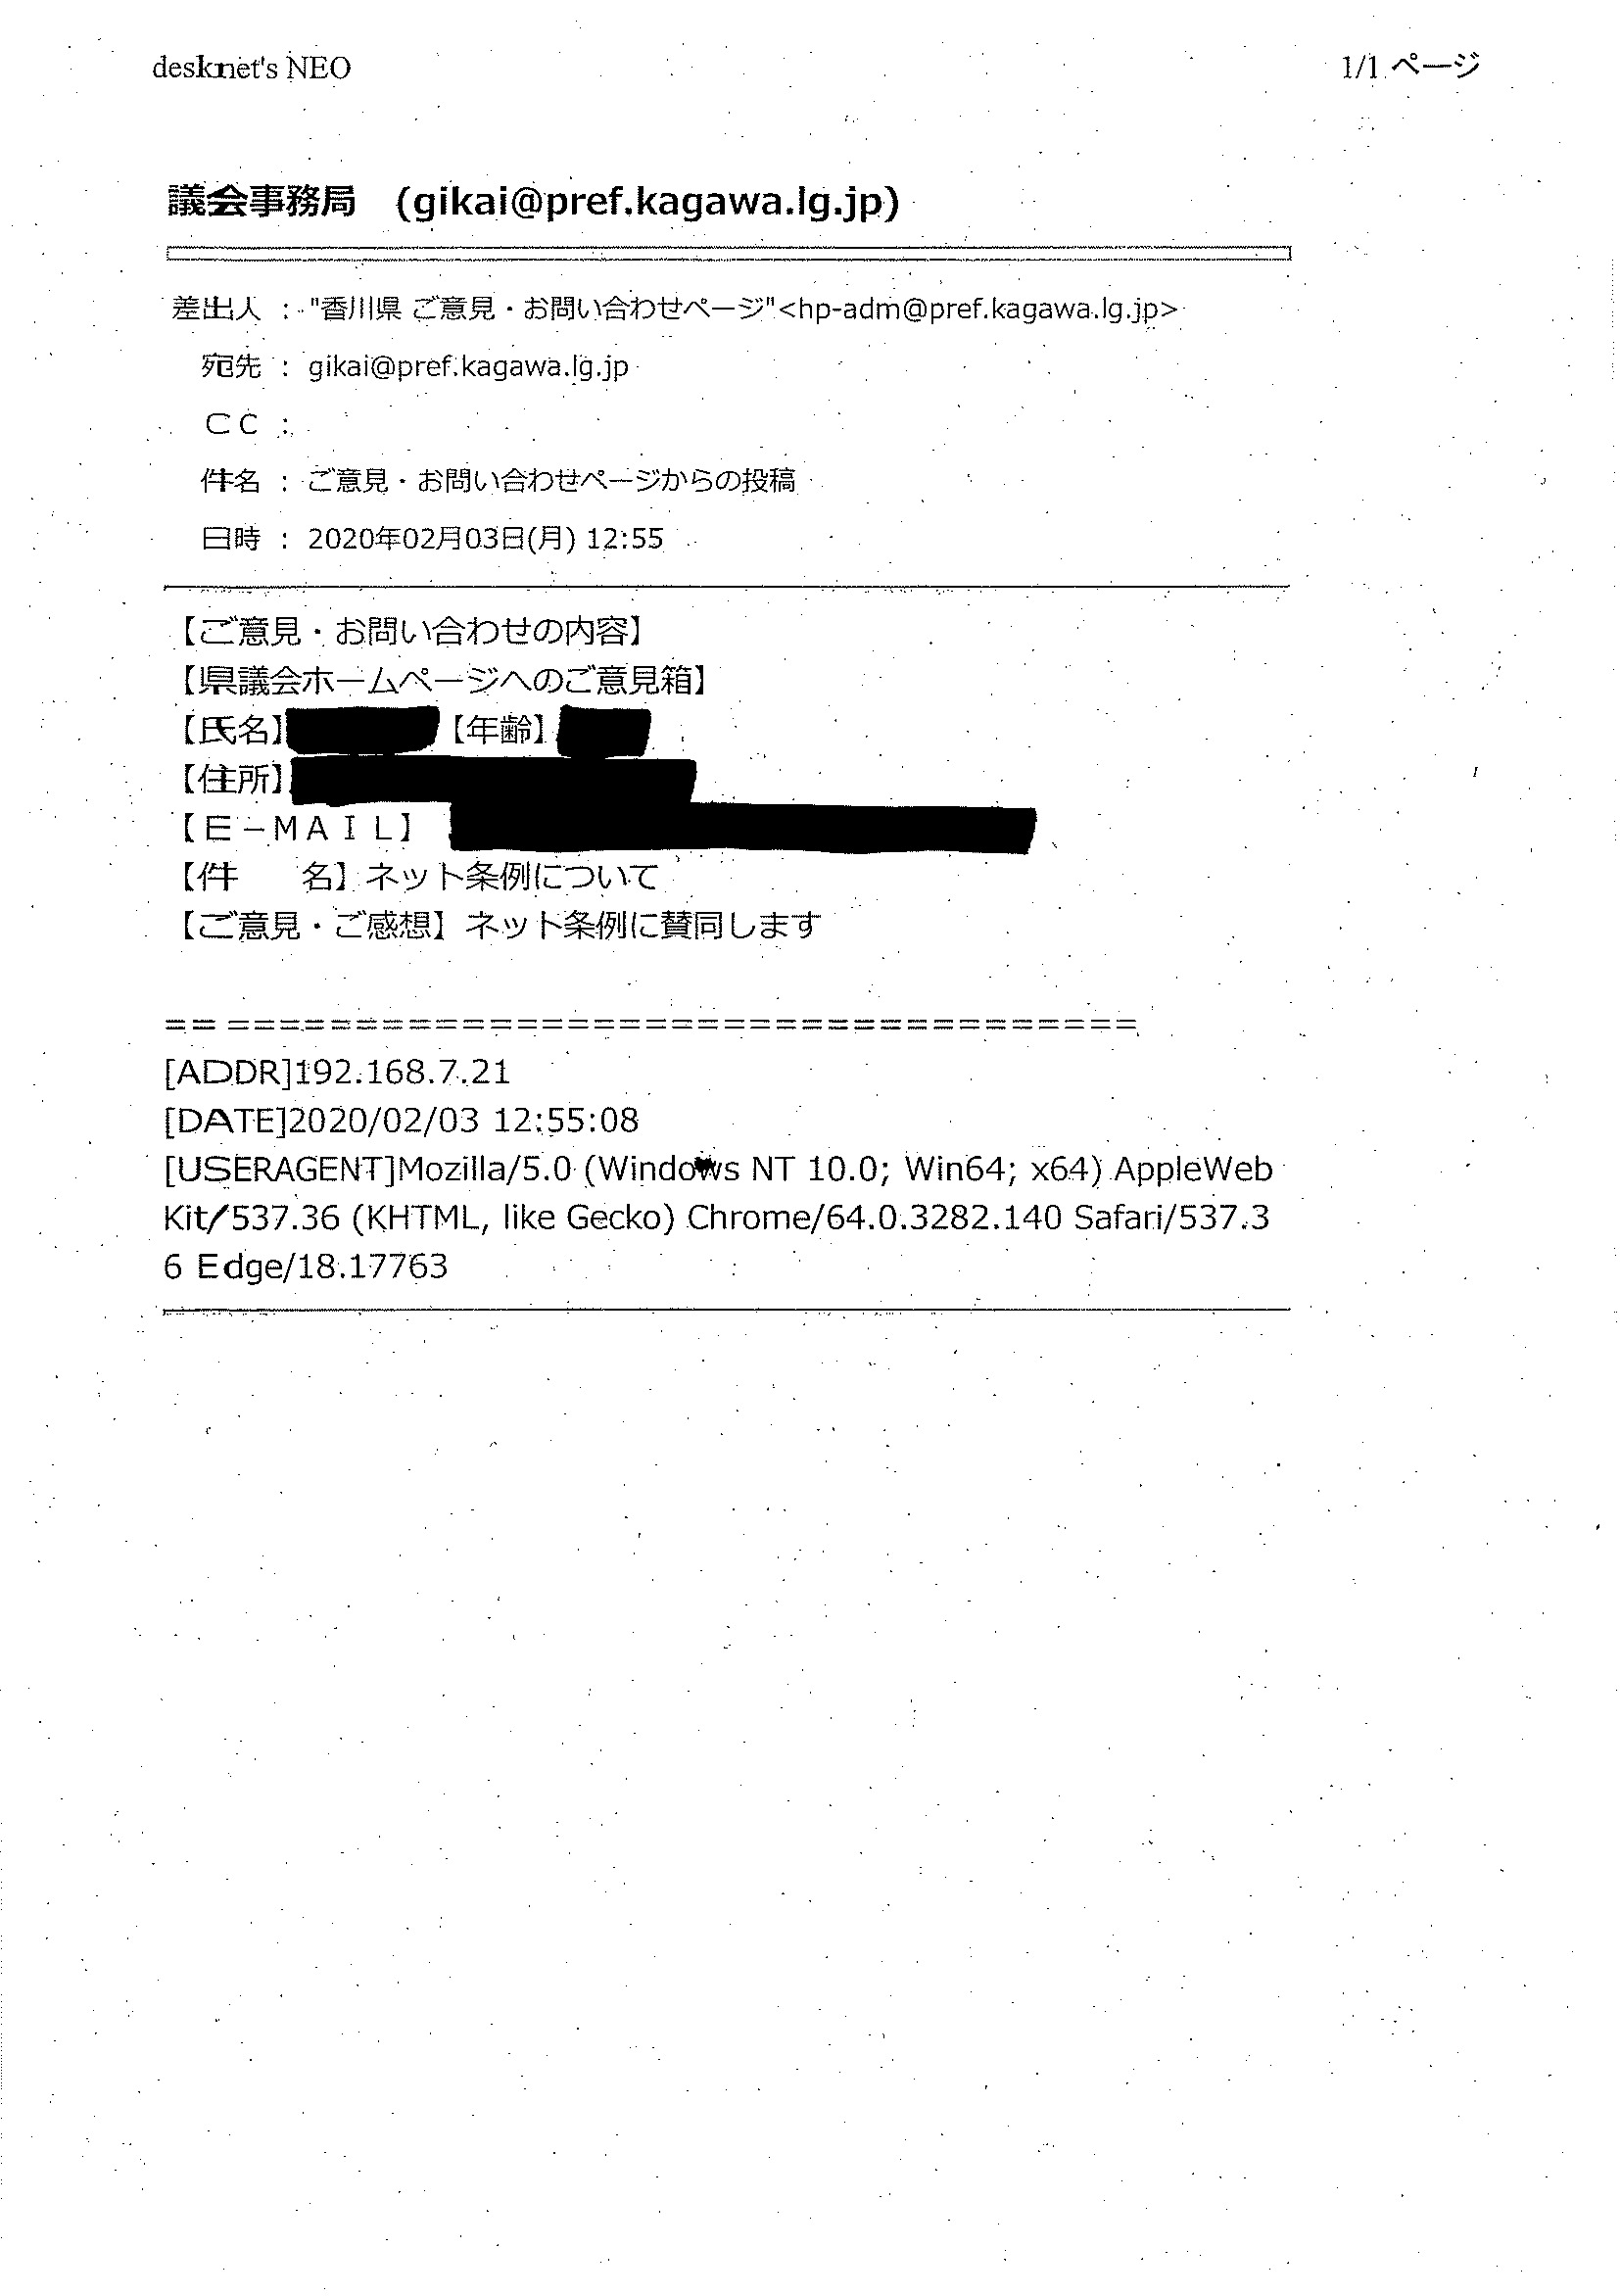 desknet's NEO
1/1 ページ
議会事務局　(gikai@pref.kagawa.lg.jp)
差出人 : "香川県 ご意見・お問い合わせページ"<hp-adm@pref.kagawa.lg.jp>
宛先 : gikai@pref.kagawa.lg.jp
ＣＣ :
件名 : ご意見・お問い合わせページからの投稿
日時 : 2020年02月03日(月) 12:55
【ご意見・お問い合わせの内容】
【県議会ホームページへのご意見箱】
【氏名】 【年齢】
【住所】
【Ｅ－ＭＡＩＬ】
【件　　名】ネット条例について
【ご意見・ご感想】ネット条例に賛同します
=====================================
[ADDR]192.168.7.21
[DATE]2020/02/03 12:55:08
[USERAGENT]Mozilla/5.0 (Windows NT 10.0; Win64; x64) AppleWeb
Kit/537.36 (KHTML, like Gecko) Chrome/64.0.3282.140 Safari/537.3
6 Edge/18.17763